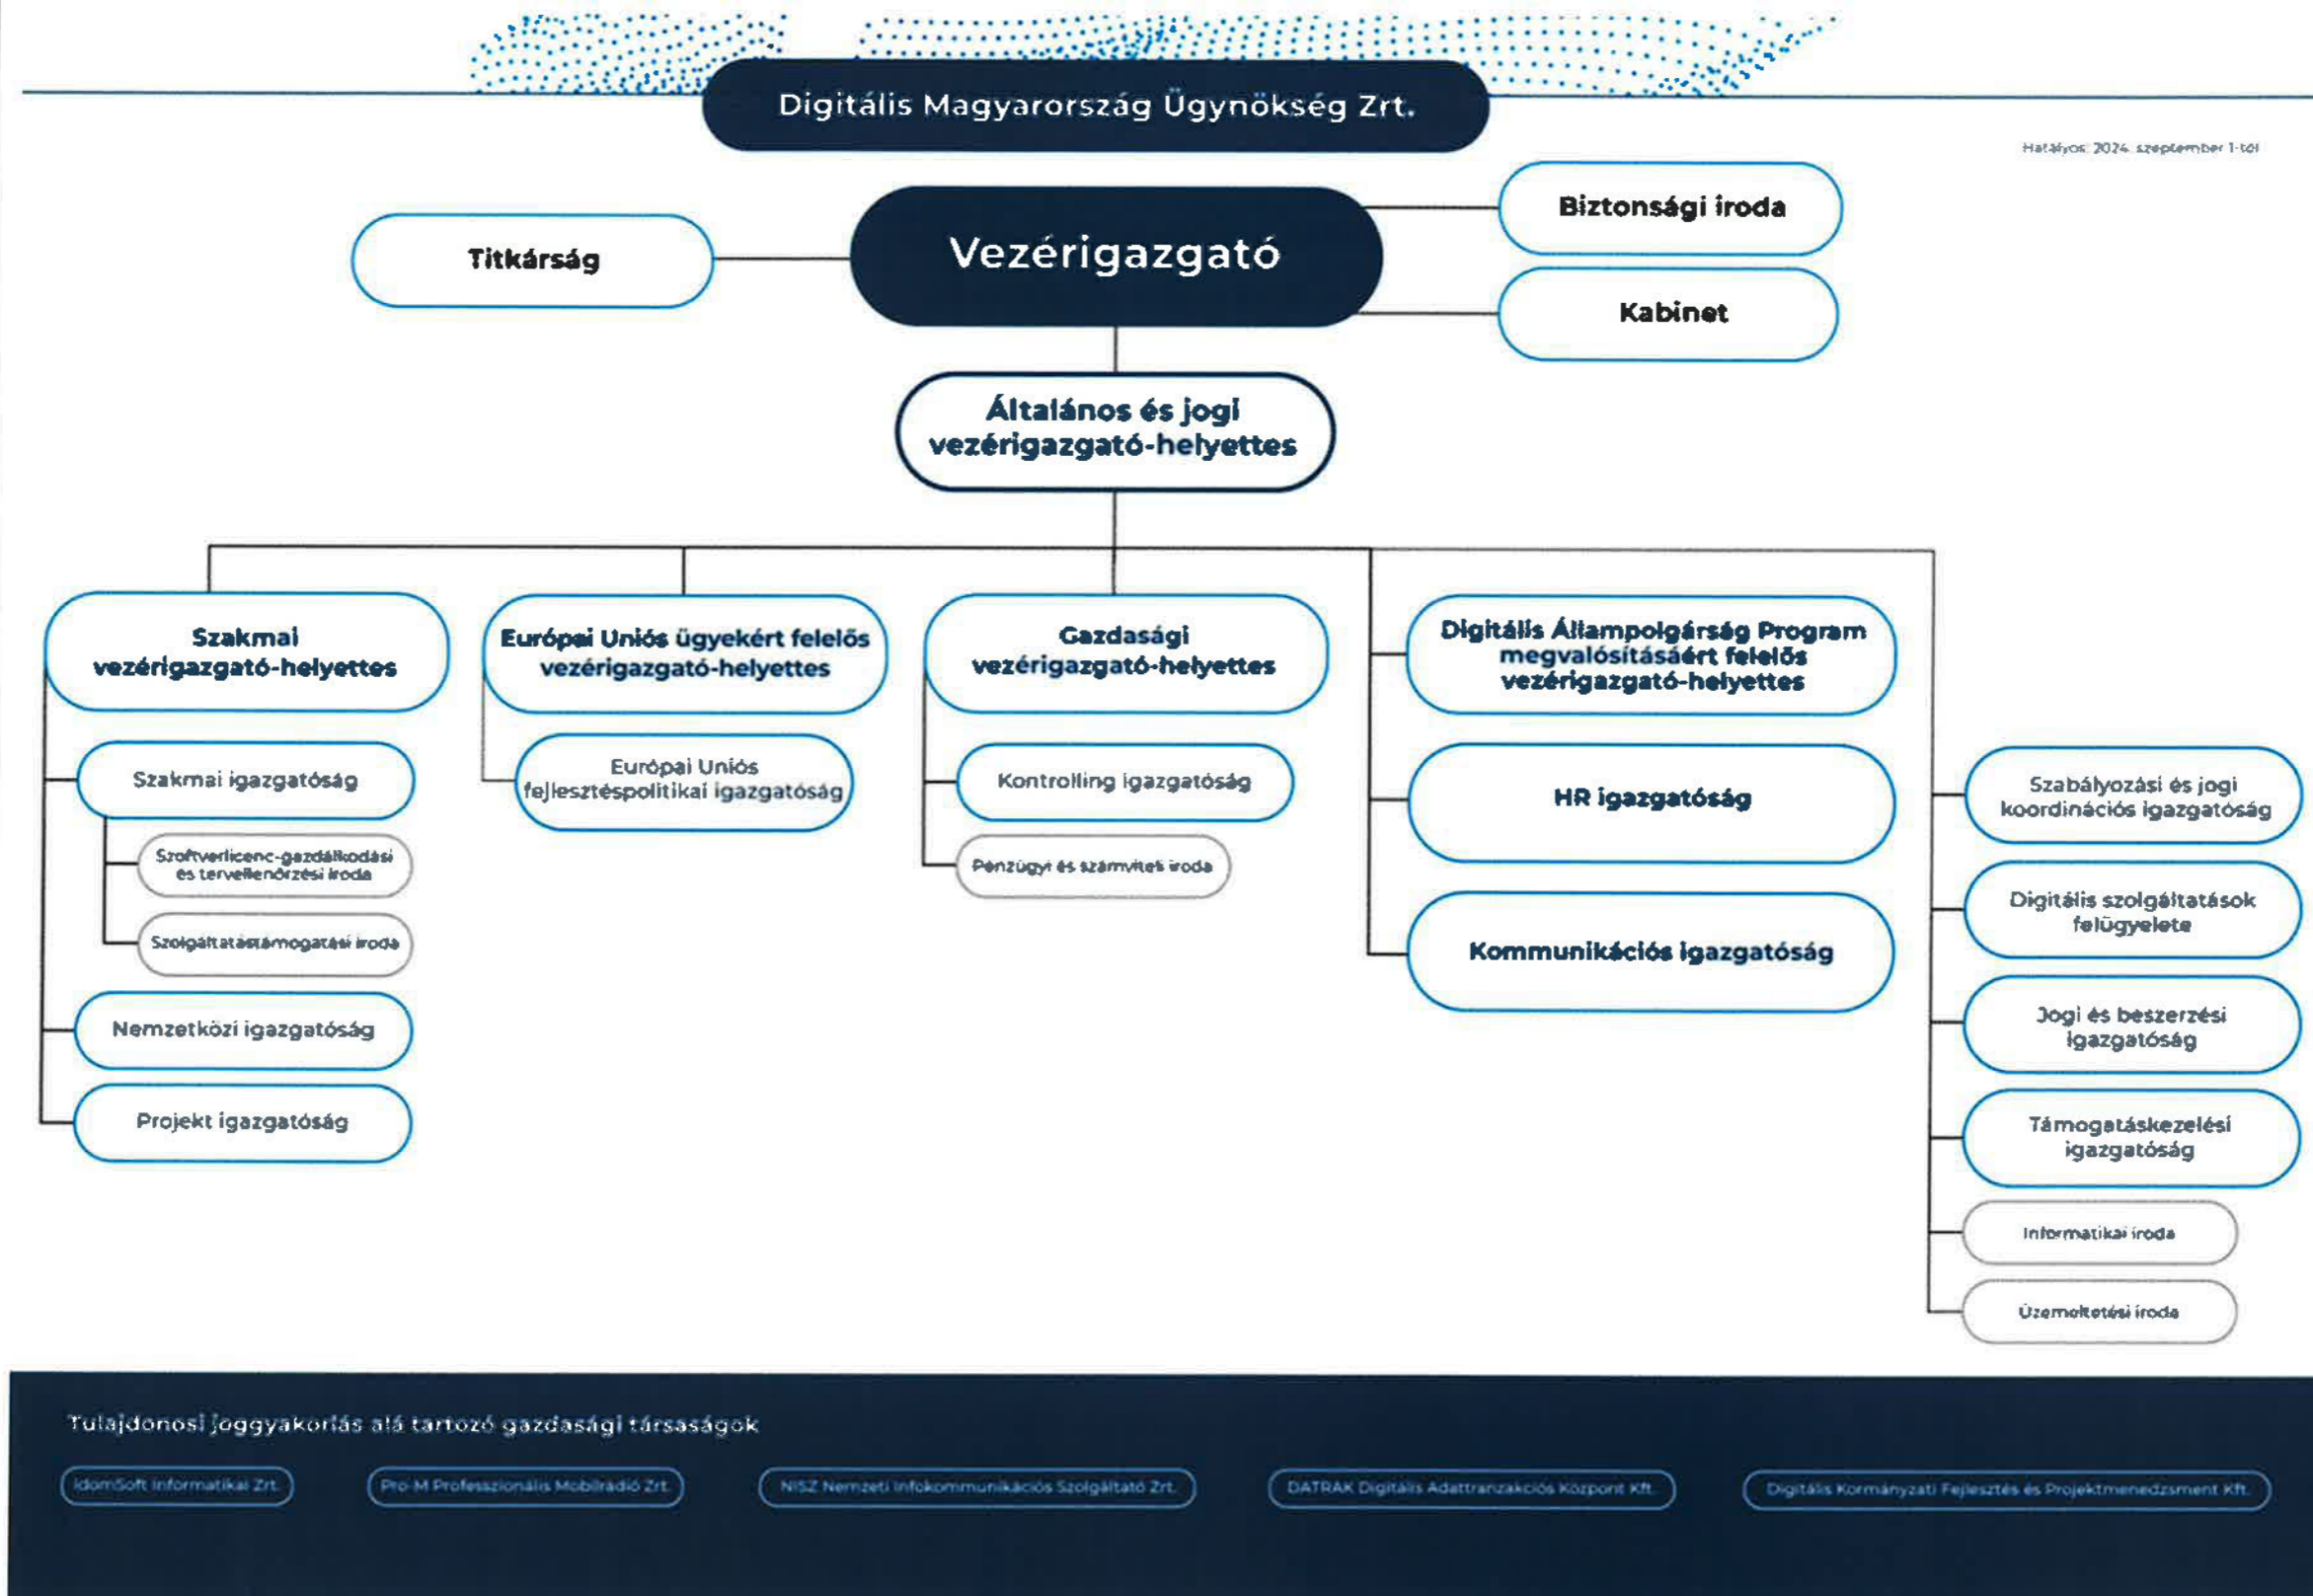 Digitális Magyarország Ügynökség Zrt.
Hatályos: 2024. szeptember 1-től
Biztonsági iroda
Titkárság
Vezérigazgató
Kabinet
Általános és jogi
vezérigazgató-helyettes
Szakmai
vezérigazgató-helyettes
Szakmai igazgatóság
Szoftverlicenc-gazdálkodási
és tervellenőrzési iroda
Szolgáltatástámogatási iroda
Nemzetközi igazgatóság
Projekt igazgatóság
Európai Uniós ügyekért felelős
vezérigazgató-helyettes
Európai Uniós
fejlesztéspolitikai igazgatóság
Gazdasági
vezérigazgató-helyettes
Kontrolling igazgatóság
Pénzügyi és számviteli iroda
Digitális Állampolgárság Program
megvalósításáért felelős
vezérigazgató-helyettes
HR igazgatóság
Kommunikációs igazgatóság
Szabályozási és jogi
koordinációs igazgatóság
Digitális szolgáltatások
felügyelete
Jogi és beszerzési
igazgatóság
Támogatáskezelési
igazgatóság
Informatikai iroda
Üzemeltetési iroda
Tulajdonosi joggyakorlás alá tartozó gazdasági társaságok
IdomSoft Informatikai Zrt.
Pro-M Professzionális Mobilrádió Zrt.
NISZ Nemzeti Infokommunikációs Szolgáltató Zrt.
DATRAK Digitális Adattranzakciós Központ Kft.
Digitális Kormányzati Fejlesztés és Projektmenedzsment Kft.